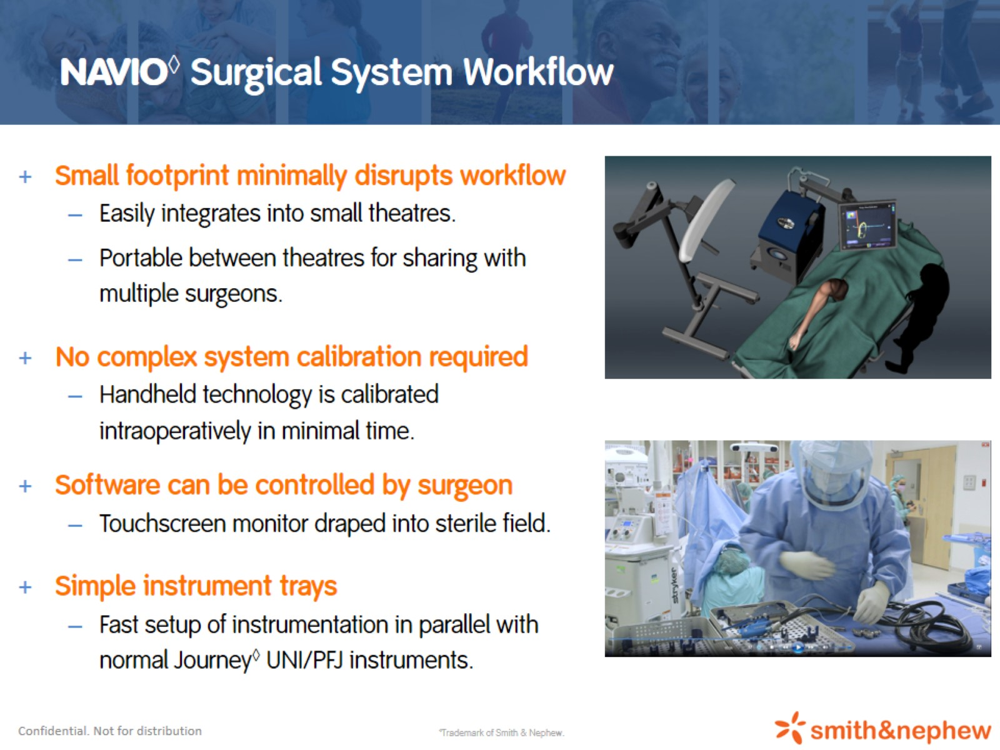 NAVIO◊ Surgical System Workflow
+ Small footprint minimally disrupts workflow
– Easily integrates into small theatres.
– Portable between theatres for sharing with
multiple surgeons.
+ No complex system calibration required
– Handheld technology is calibrated
intraoperatively in minimal time.
+ Software can be controlled by surgeon
– Touchscreen monitor draped into sterile field.
+ Simple instrument trays
– Fast setup of instrumentation in parallel with
normal Journey◊ UNI/PFJ instruments.
stryker
Confidential. Not for distribution
◊Trademark of Smith & Nephew.
smith&nephew